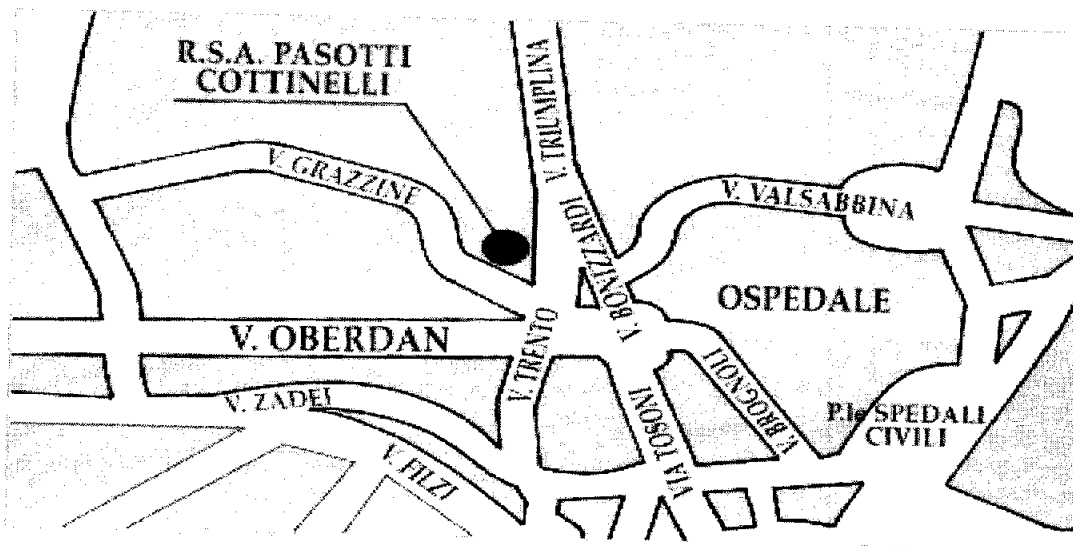 R.S.A. PASOTTI
COTTINELLI
V. TRIUMPLINA
V. GRAZZINE
V. VALSABBINA
V. BONIZZARDI
OSPEDALE
V. OBERDAN
V. TRENTO
V. BROGNOLI
V. ZADEI
VIA TOSONI
P.le SPEDALI
CIVILI
V. FILZI